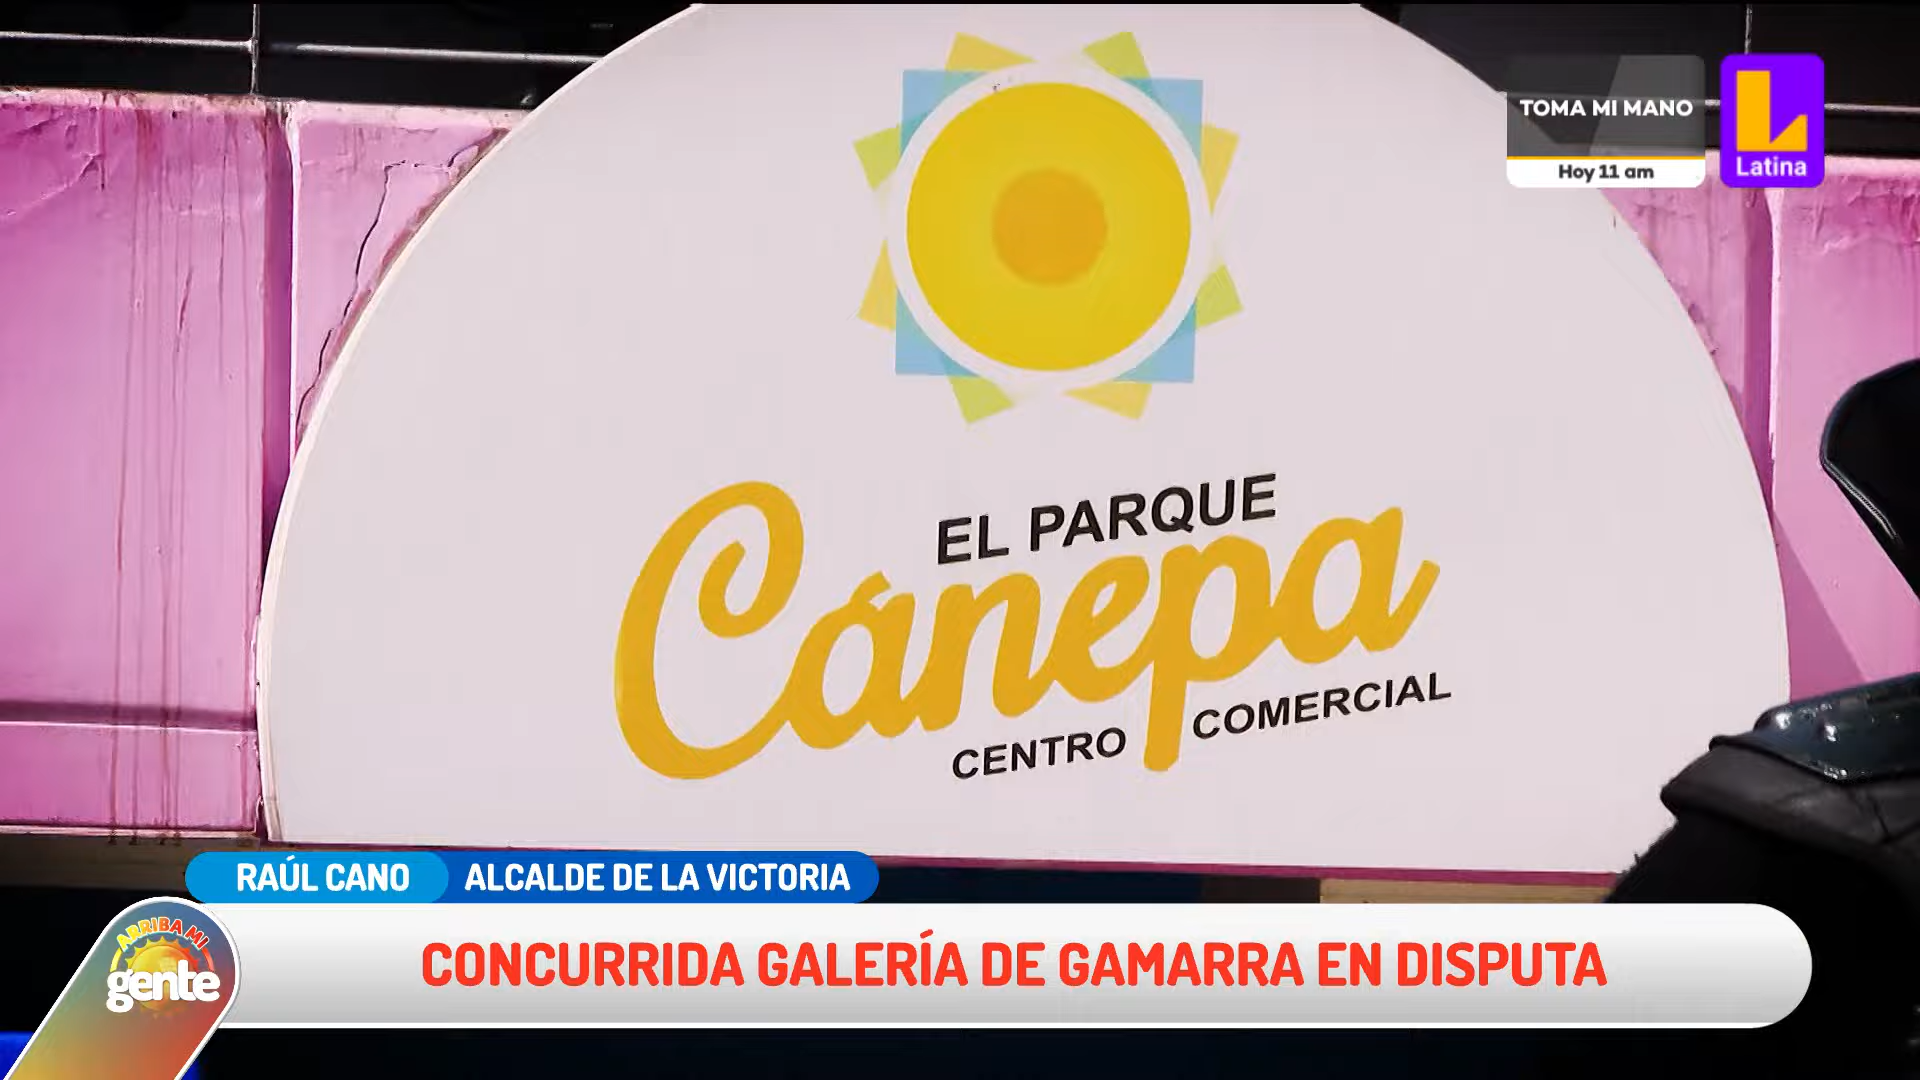 TOMA MI MANO
Hoy 11 am
Latina
EL PARQUE
Cánepa
CENTRO COMERCIAL
RAÚL CANO
ALCALDE DE LA VICTORIA
ARRIBA MI
gente
CONCURRIDA GALERÍA DE GAMARRA EN DISPUTA